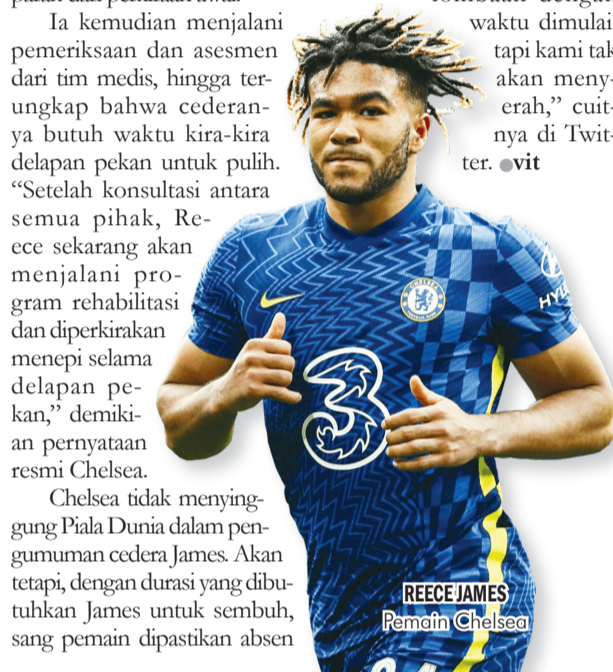 Ia kemudian menjalani
pemeriksaan dan asesmen
dari tim medis, hingga ter-
ungkap bahwa cederan-
ya butuh waktu kira-kira
delapan pekan untuk pulih.
“Setelah konsultasi antara
semua pihak, Re-
ece sekarang akan
menjalani pro-
gram rehabilitasi
dan diperkirakan
menepi selama
delapan pe-
kan,” demiki-
an pernyataan
resmi Chelsea.
Chelsea tidak menying-
gung Piala Dunia dalam pen-
gumuman cedera James. Akan
tetapi, dengan durasi yang dibu-
tuhkan James untuk sembuh,
sang pemain dipastikan absen
waktu dimulai
tapi kami tak
akan meny-
erah,” cuit-
nya di Twit-
ter. ●vit
CHELSEA
3
REECE JAMES
Pemain Chelsea